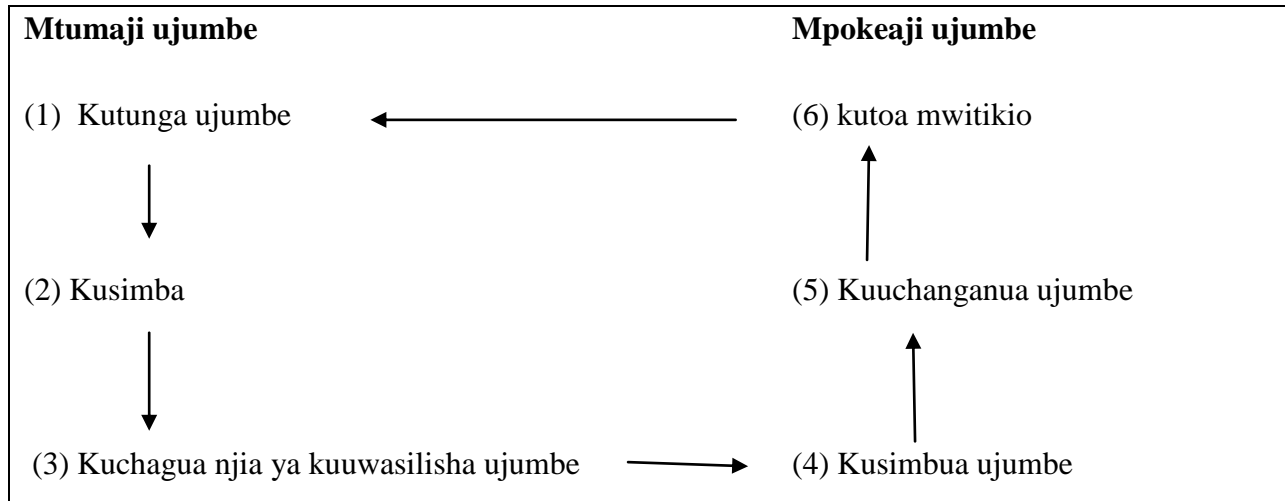 Mtumaji ujumbe
Mpokeaji ujumbe
(1) Kutunga ujumbe
(6) kutoa mwitikio
(2) Kusimba
(5) Kuuchanganua ujumbe
(3) Kuchagua njia ya kuuwasilisha ujumbe
(4) Kusimbua ujumbe